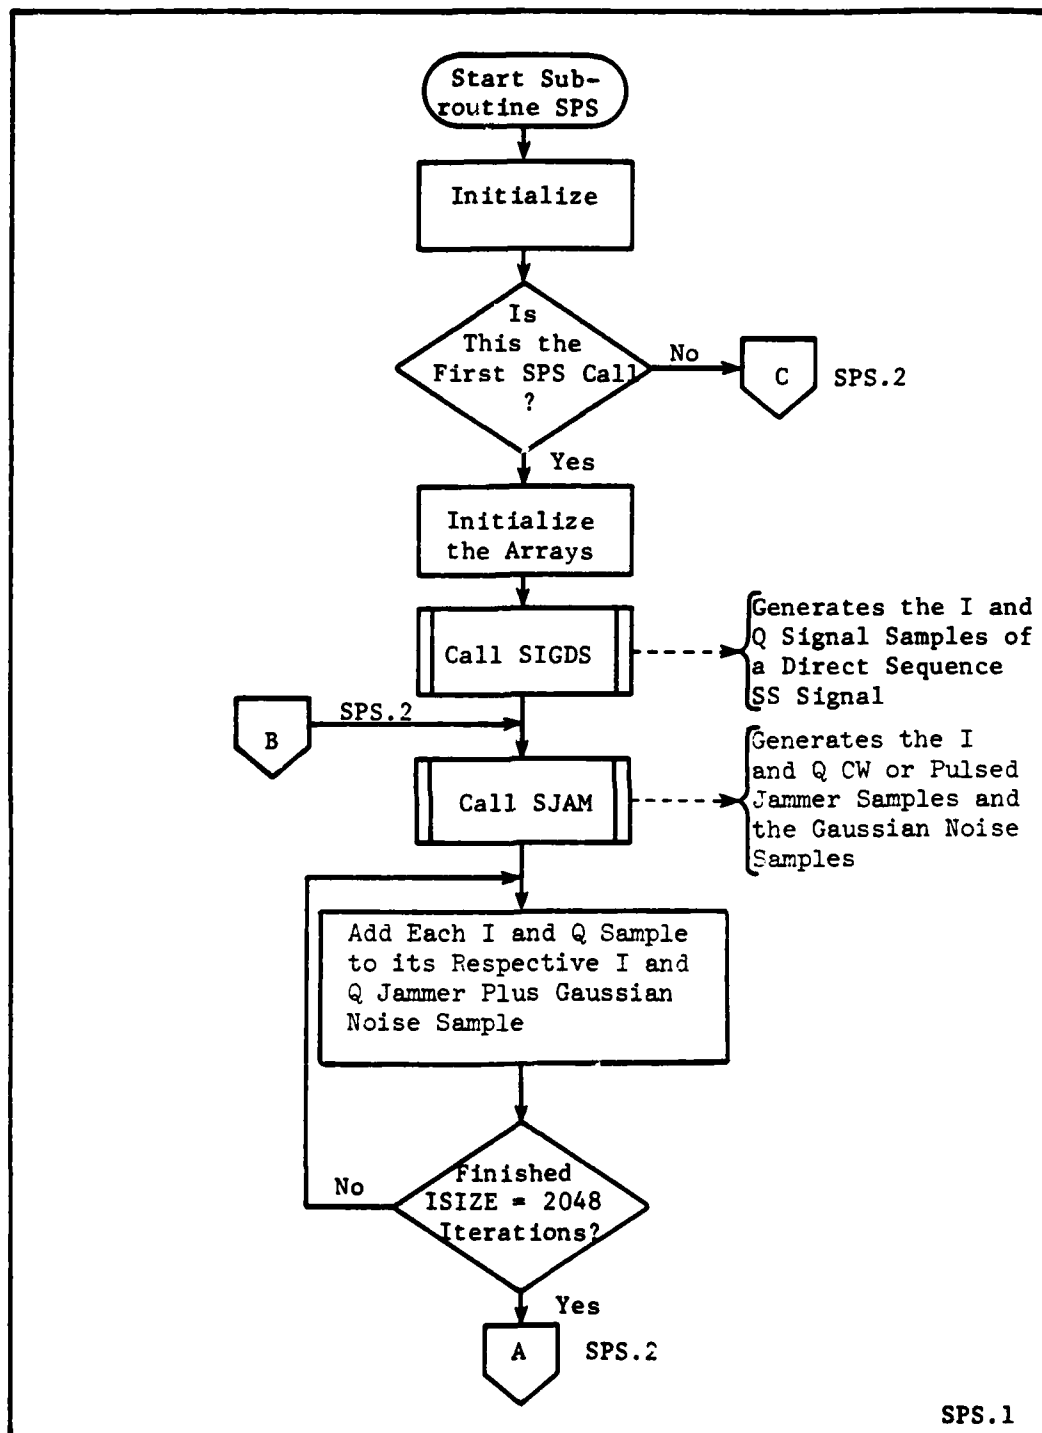 Start Sub-
routine SPS
Initialize
Is
This the
First SPS Call
?
No
C
SPS.2
Yes
Initialize
the Arrays
Call SIGDS
Generates the I and
Q Signal Samples of
a Direct Sequence
SS Signal
B
SPS.2
Call SJAM
Generates the I
and Q CW or Pulsed
Jammer Samples and
the Gaussian Noise
Samples
Add Each I and Q Sample
to its Respective I and
Q Jammer Plus Gaussian
Noise Sample
Finished
ISIZE = 2048
Iterations?
No
Yes
A
SPS.2
SPS.1